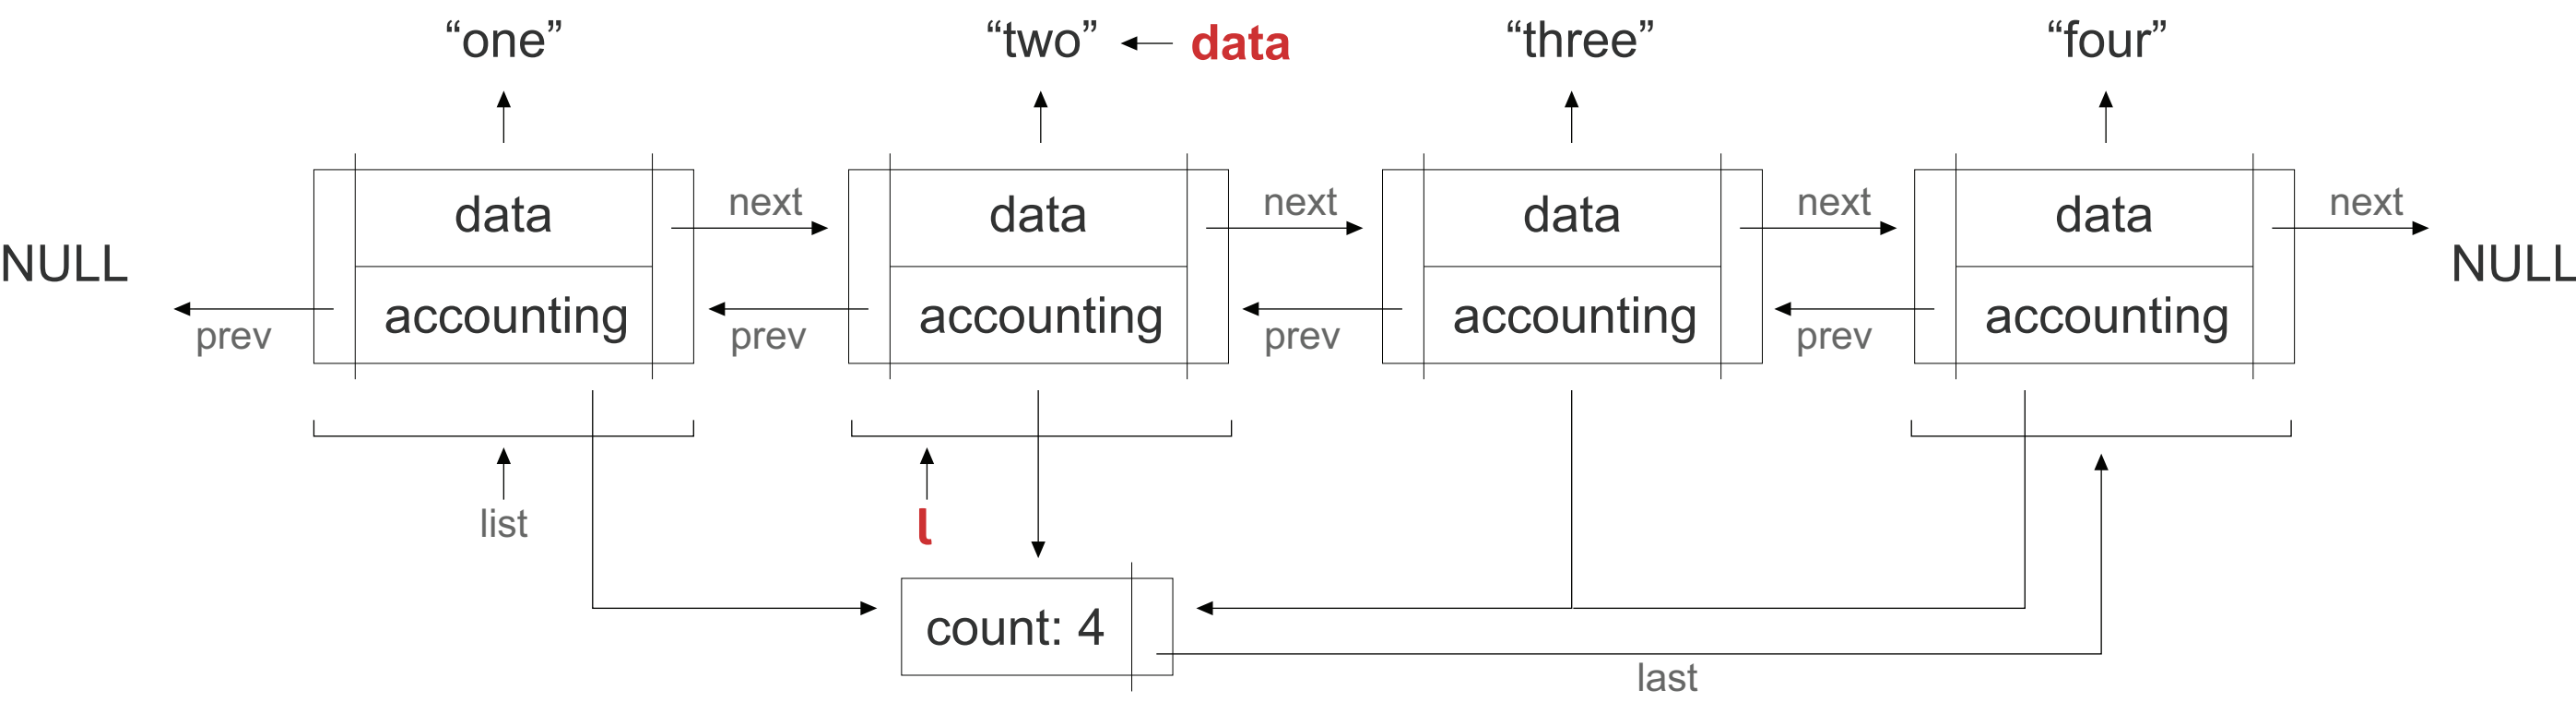 “one” “two” data “three” “four”
data next data next data next data next
NULL NULL
accounting accounting accounting accounting
prev prev prev prev
list l
count: 4
last